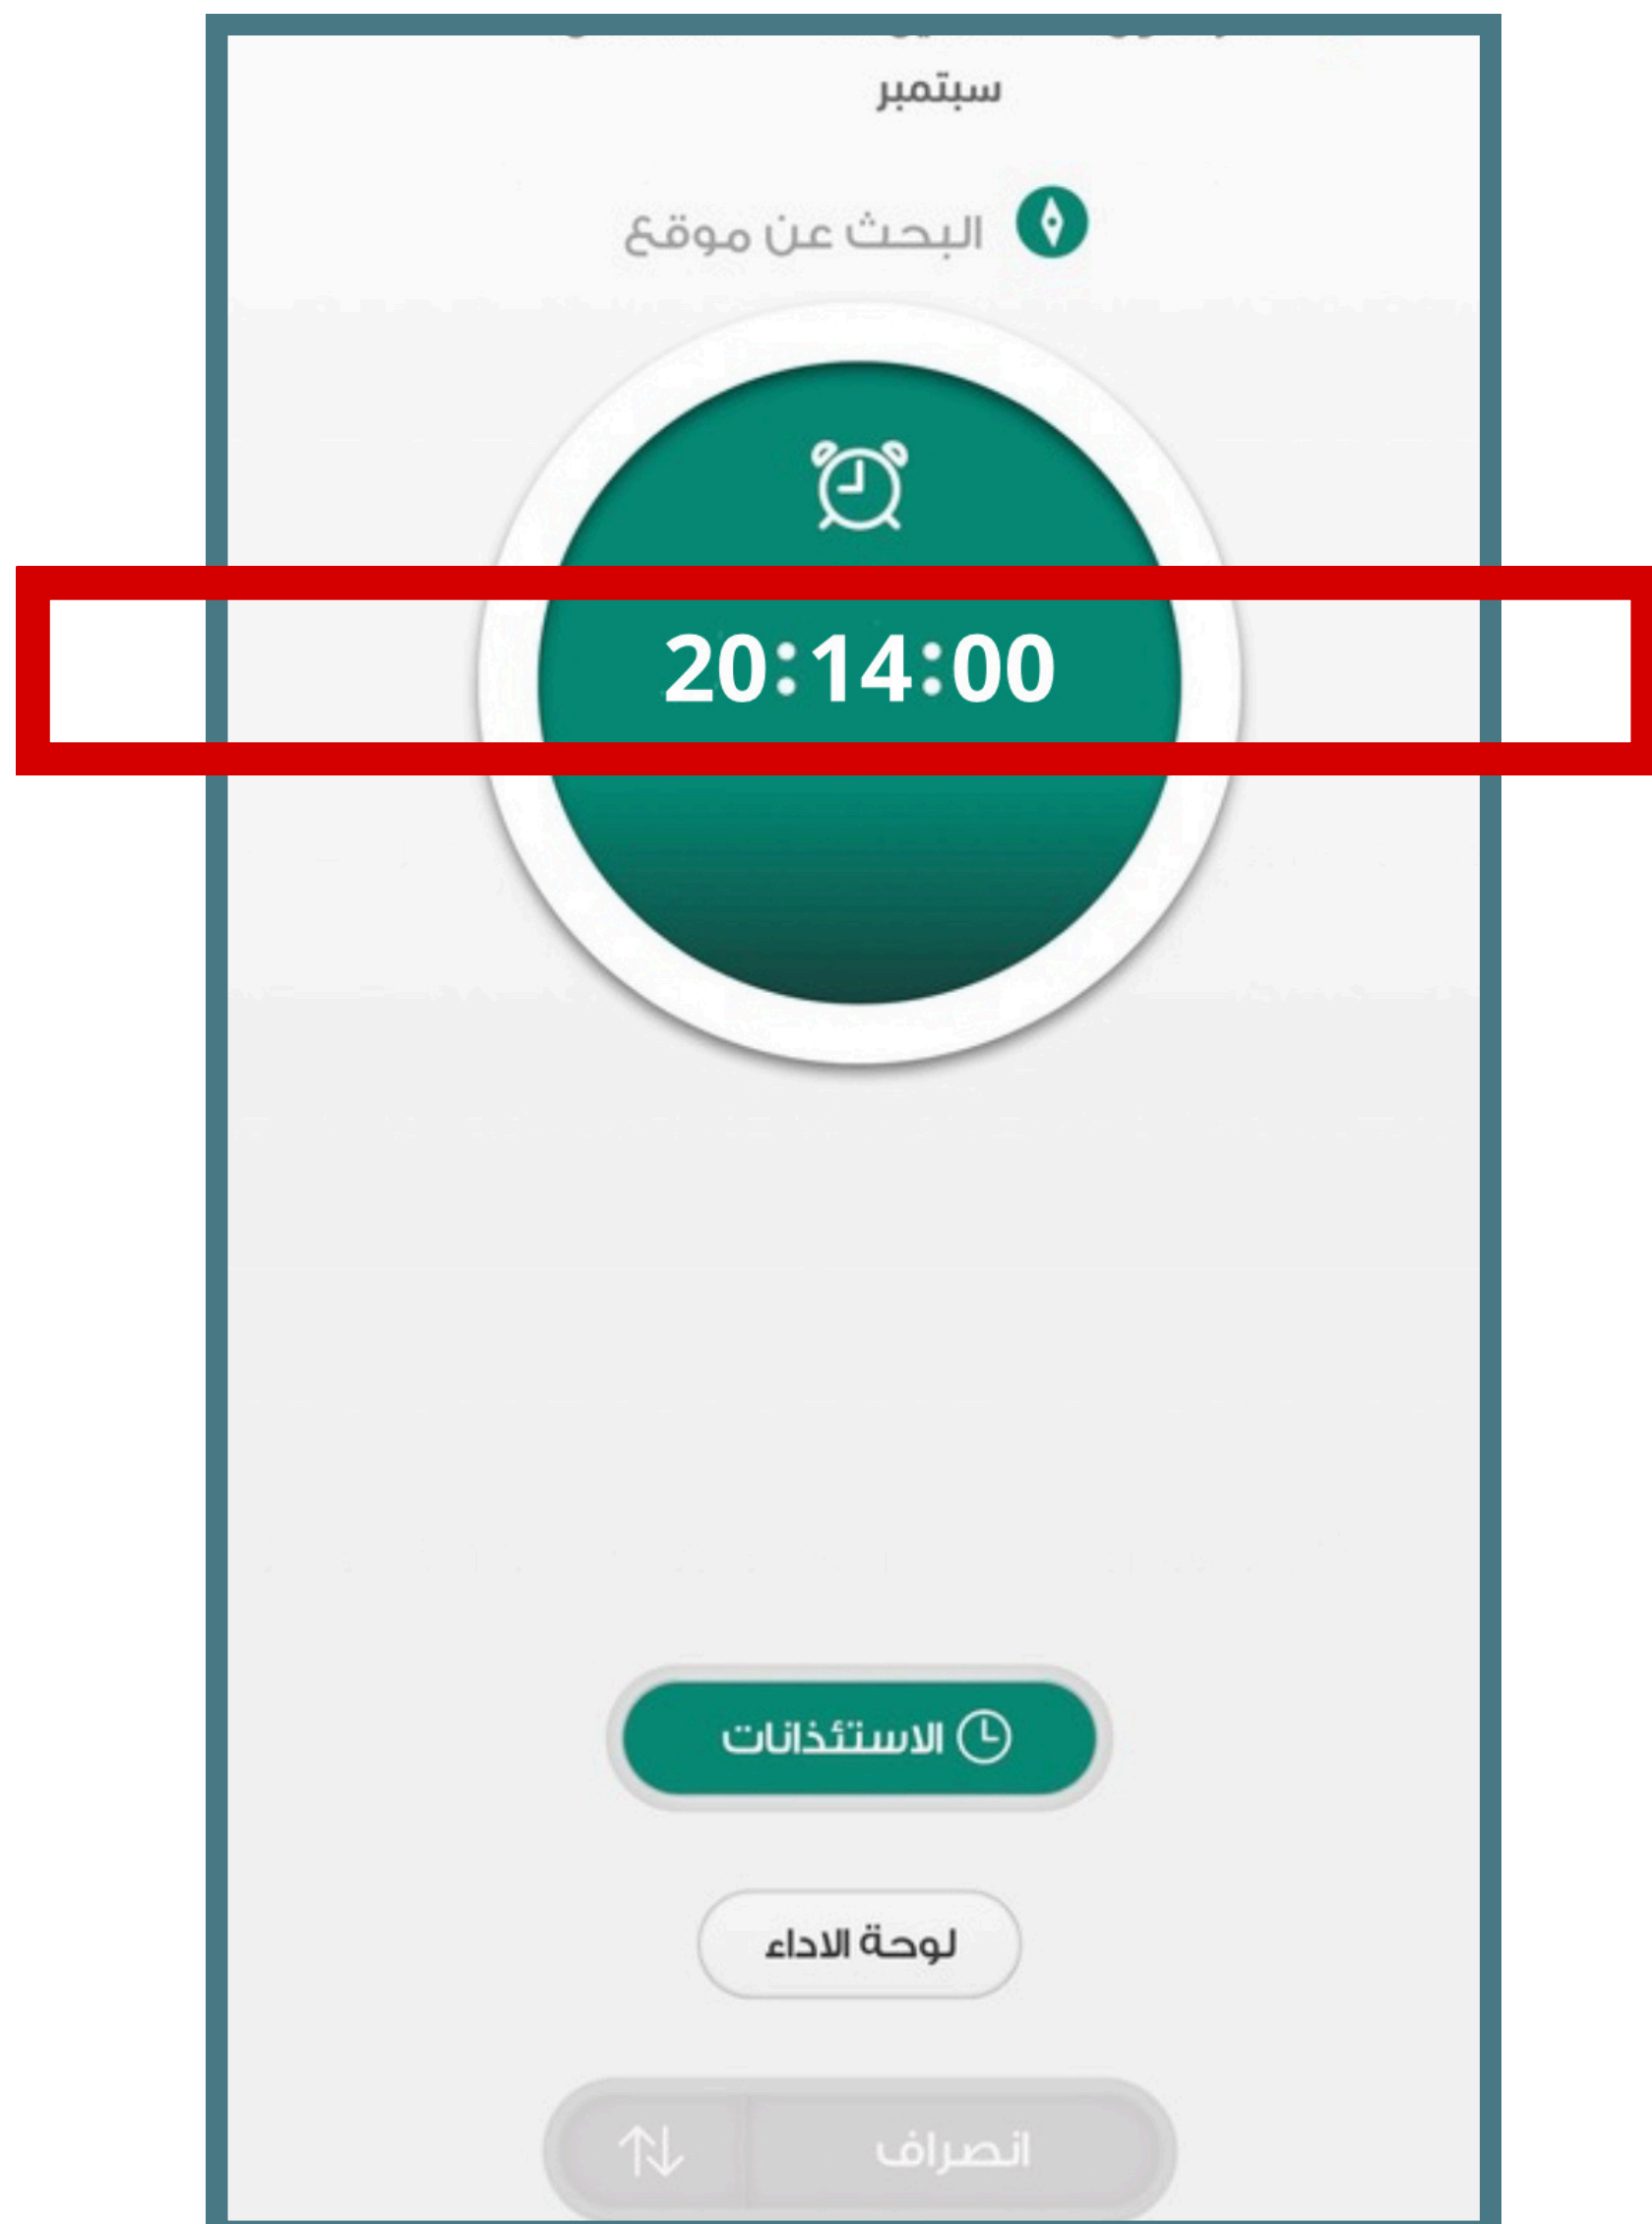 سبتمبر
البحث عن موقع
20:14:00
الاستئذانات
لوحة الاداء
انصراف